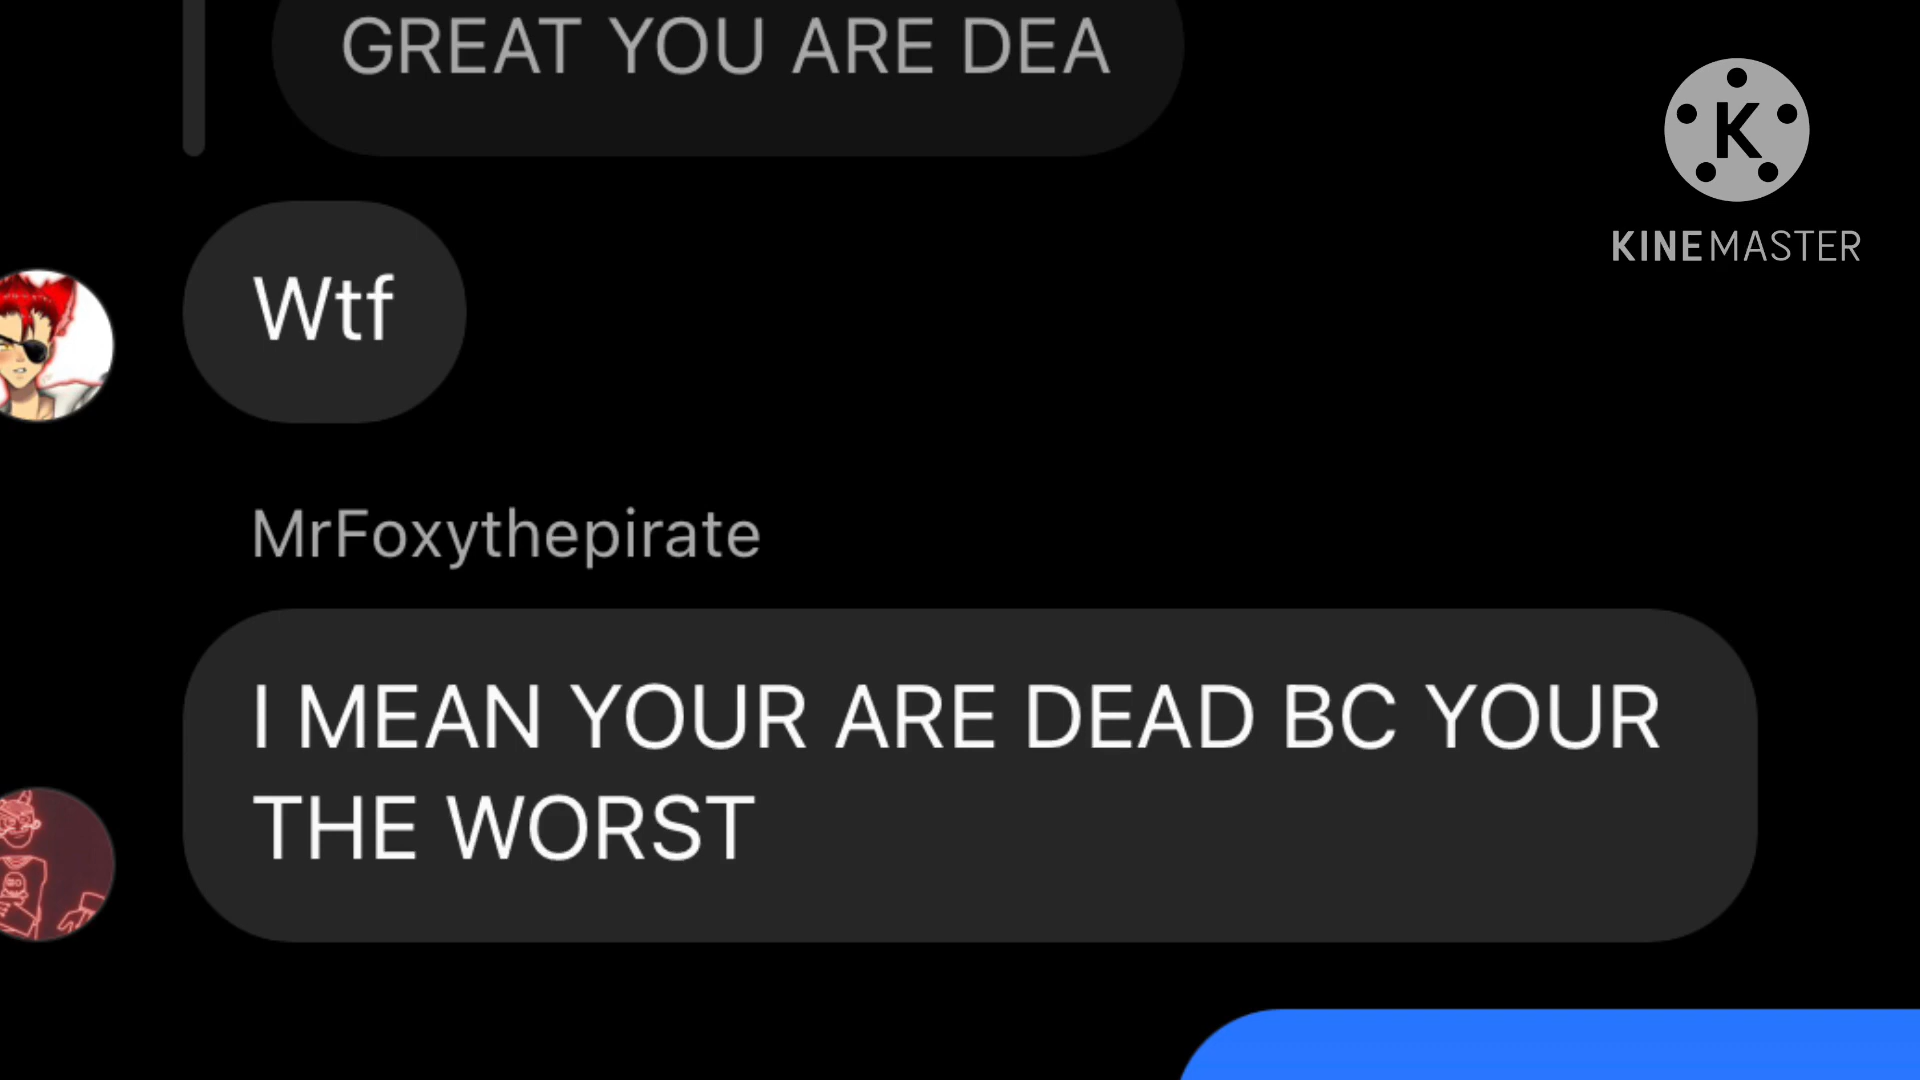 GREAT YOU ARE DEA
K
KINEMASTER
Wtf
MrFoxythepirate
I MEAN YOUR ARE DEAD BC YOUR
THE WORST